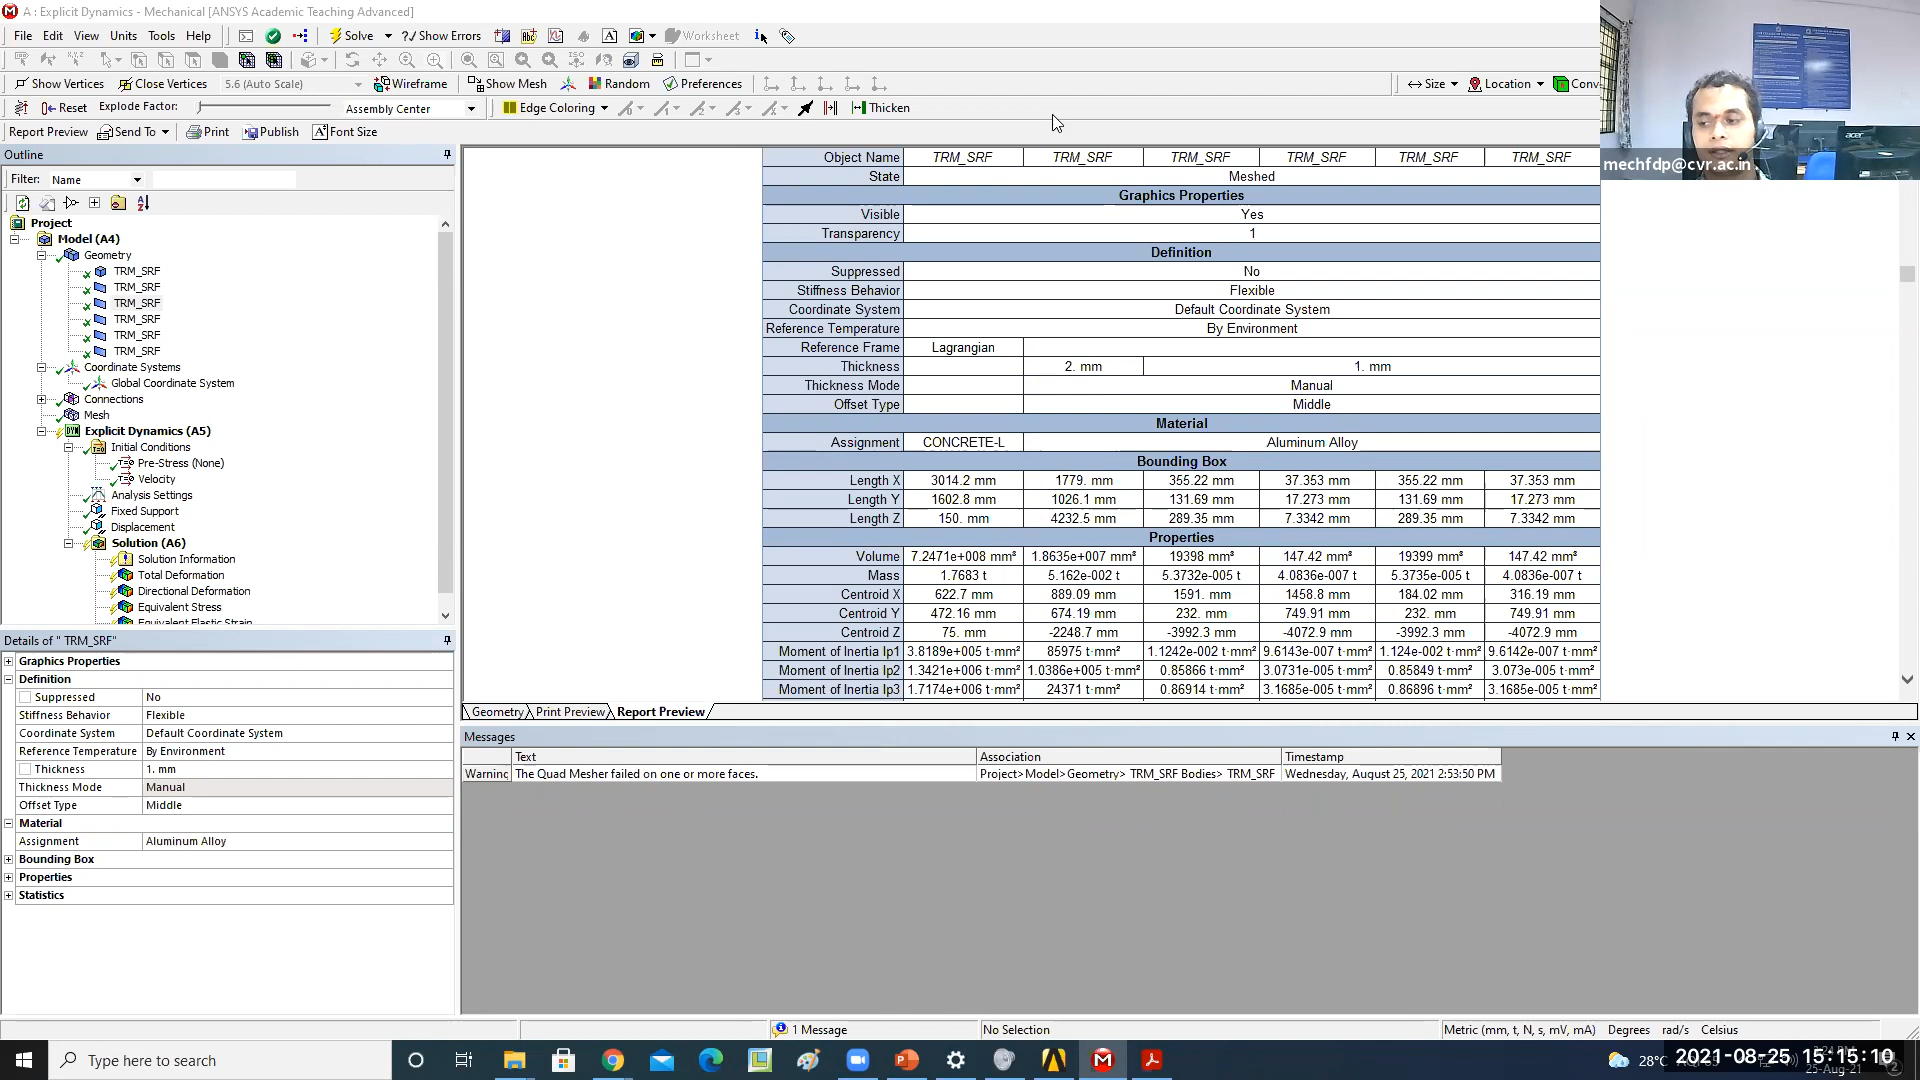 A : Explicit Dynamics - Mechanical [ANSYS Academic Teaching Advanced]
File Edit View Units Tools Help Solve ?/ Show Errors Worksheet
Show Vertices Close Vertices 5.6 (Auto Scale) Wireframe Show Mesh Random Preferences Size Location Conv
Reset Explode Factor: Assembly Center Edge Coloring Thicken
Report Preview Send To Print Publish Font Size
Outline
Filter: Name
Project
Model (A4)
Geometry
TRM_SRF
TRM_SRF
TRM_SRF
TRM_SRF
TRM_SRF
TRM_SRF
Coordinate Systems
Global Coordinate System
Connections
Mesh
Explicit Dynamics (A5)
Initial Conditions
Pre-Stress (None)
Velocity
Analysis Settings
Fixed Support
Displacement
Solution (A6)
Solution Information
Total Deformation
Directional Deformation
Equivalent Stress
Equivalent Elastic Strain
Details of " TRM_SRF"
Graphics Properties
Definition
Suppressed No
Stiffness Behavior Flexible
Coordinate System Default Coordinate System
Reference Temperature By Environment
Thickness 1. mm
Thickness Mode Manual
Offset Type Middle
Material
Assignment Aluminum Alloy
Bounding Box
Properties
Statistics
Object Name TRM_SRF TRM_SRF TRM_SRF TRM_SRF TRM_SRF TRM_SRF
State Meshed
Graphics Properties
Visible Yes
Transparency 1
Definition
Suppressed No
Stiffness Behavior Flexible
Coordinate System Default Coordinate System
Reference Temperature By Environment
Reference Frame Lagrangian
Thickness 2. mm 1. mm
Thickness Mode Manual
Offset Type Middle
Material
Assignment CONCRETE-L Aluminum Alloy
Bounding Box
Length X 3014.2 mm 1779. mm 355.22 mm 37.353 mm 355.22 mm 37.353 mm
Length Y 1602.8 mm 1026.1 mm 131.69 mm 17.273 mm 131.69 mm 17.273 mm
Length Z 150. mm 4232.5 mm 289.35 mm 7.3342 mm 289.35 mm 7.3342 mm
Properties
Volume 7.2471e+008 mm³ 1.8635e+007 mm³ 19398 mm³ 147.42 mm³ 19399 mm³ 147.42 mm³
Mass 1.7683 t 5.162e-002 t 5.3732e-005 t 4.0836e-007 t 5.3735e-005 t 4.0836e-007 t
Centroid X 622.7 mm 889.09 mm 1591. mm 1458.8 mm 184.02 mm 316.19 mm
Centroid Y 472.16 mm 674.19 mm 232. mm 749.91 mm 232. mm 749.91 mm
Centroid Z 75. mm -2248.7 mm -3992.3 mm -4072.9 mm -3992.3 mm -4072.9 mm
Moment of Inertia Ip1 3.8189e+005 t·mm² 85975 t·mm² 1.1242e-002 t·mm² 9.6143e-007 t·mm² 1.124e-002 t·mm² 9.6142e-007 t·mm²
Moment of Inertia Ip2 1.3421e+006 t·mm² 1.0386e+005 t·mm² 0.85866 t·mm² 3.0731e-005 t·mm² 0.85849 t·mm² 3.073e-005 t·mm²
Moment of Inertia Ip3 1.7174e+006 t·mm² 24371 t·mm² 0.86914 t·mm² 3.1685e-005 t·mm² 0.86896 t·mm² 3.1685e-005 t·mm²
Geometry Print Preview Report Preview
Messages
Text Association Timestamp
Warning The Quad Mesher failed on one or more faces. Project>Model>Geometry> TRM_SRF Bodies> TRM_SRF Wednesday, August 25, 2021 2:53:50 PM
1 Message No Selection Metric (mm, t, N, s, mV, mA) Degrees rad/s Celsius
mechfdp@cvr.ac.in
acer
Type here to search
28°C
2021-08-25 15:15:10
25-Aug-21